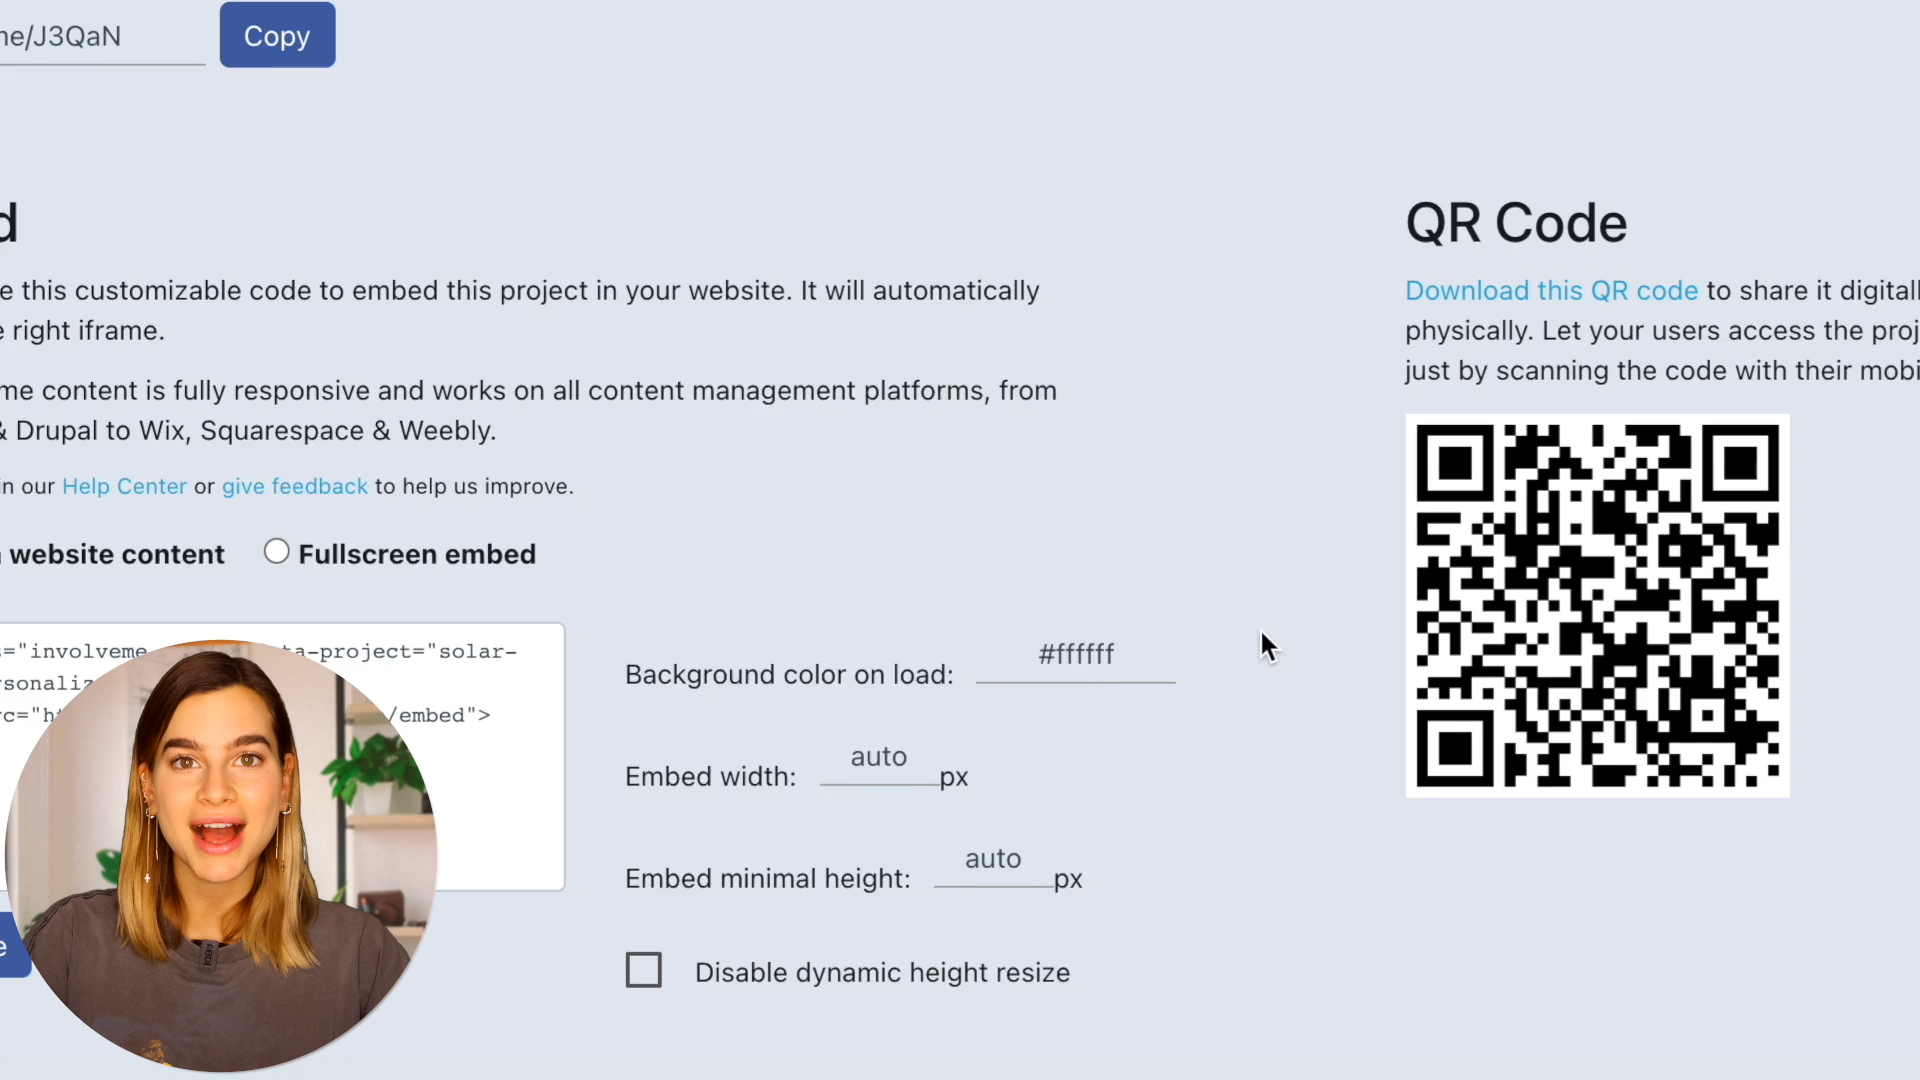 ne/J3QaN
Copy
d
e this customizable code to embed this project in your website. It will automatically
e right iframe.
me content is fully responsive and works on all content management platforms, from
& Drupal to Wix, Squarespace & Weebly.
in our Help Center or give feedback to help us improve.
website content
Fullscreen embed
s="involveme
ta-project="solar-
rsonaliz
rc="h
/embed">
e
Background color on load: #ffffff
Embed width: auto px
Embed minimal height: auto px
Disable dynamic height resize
QR Code
Download this QR code to share it digitall
physically. Let your users access the proj
just by scanning the code with their mobi